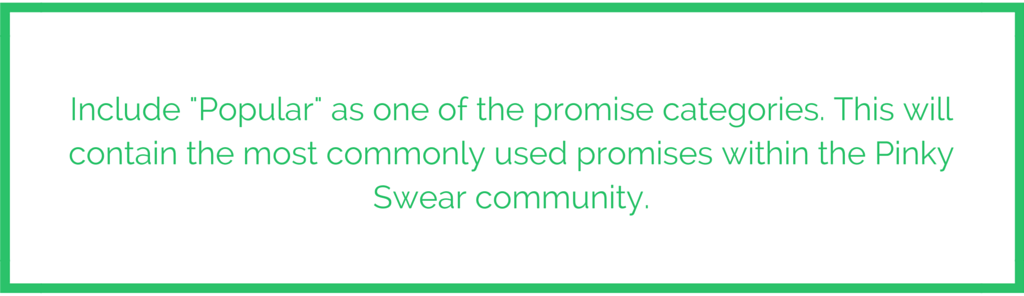 Include "Popular" as one of the promise categories. This will
contain the most commonly used promises within the Pinky
Swear community.